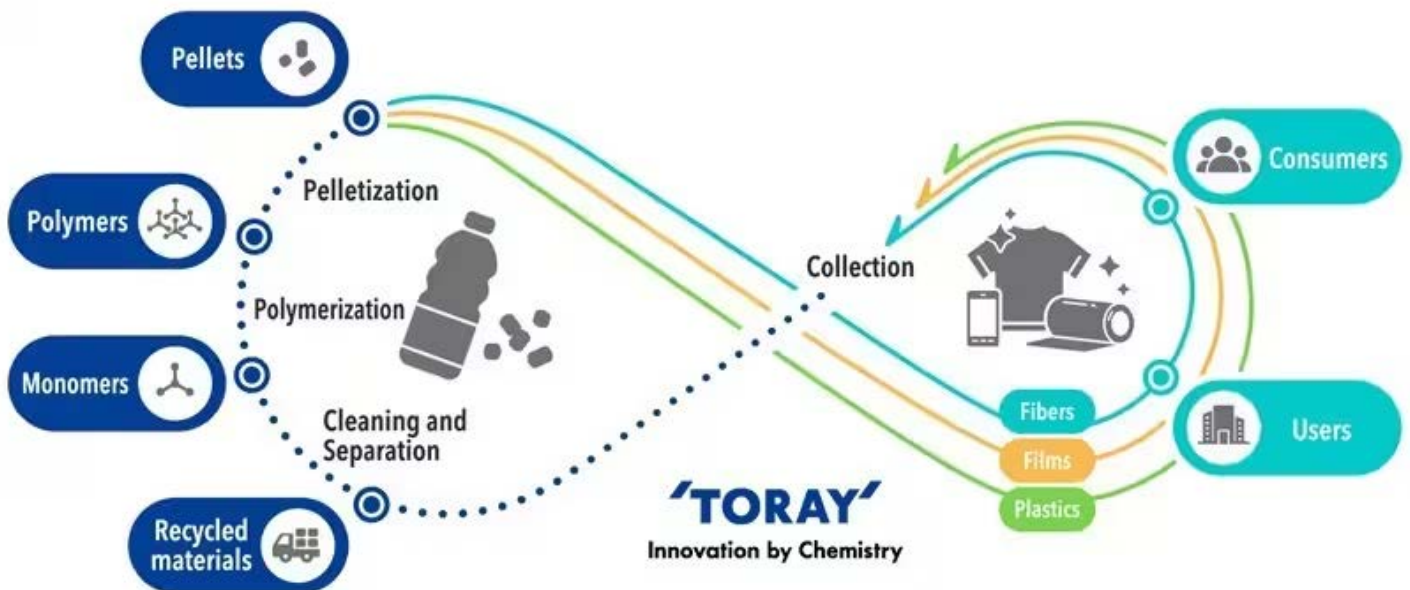 Pellets
Consumers
Pelletization
Polymers
Collection
Polymerization
Monomers
Cleaning and
Separation
Fibers
Users
Films
Plastics
'TORAY'
Innovation by Chemistry
Recycled
materials